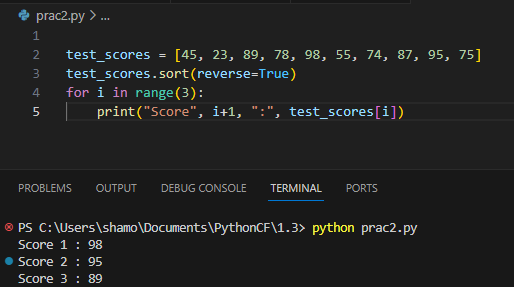 prac2.py > ...
1
2 test_scores = [45, 23, 89, 78, 98, 55, 74, 87, 95, 75]
3 test_scores.sort(reverse=True)
4 for i in range(3):
5     print("Score", i+1, ":", test_scores[i])
PROBLEMS OUTPUT DEBUG CONSOLE TERMINAL PORTS
PS C:\Users\shamo\Documents\PythonCF\1.3> python prac2.py
Score 1 : 98
Score 2 : 95
Score 3 : 89